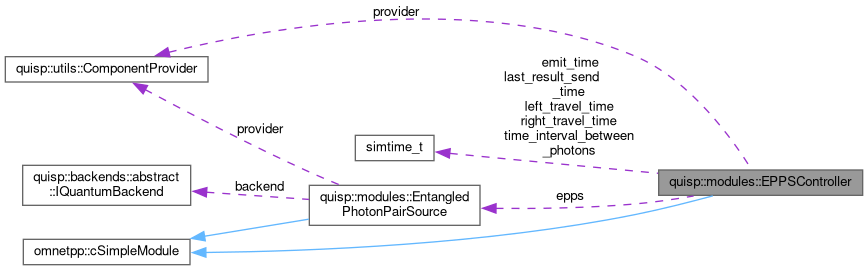 provider
quisp::utils::ComponentProvider
emit_time
last_result_send
_time
left_travel_time
right_travel_time
time_interval_between
_photons
provider
simtime_t
quisp::backends::abstract
::IQuantumBackend
backend
quisp::modules::Entangled
PhotonPairSource
epps
quisp::modules::EPPSController
omnetpp::cSimpleModule